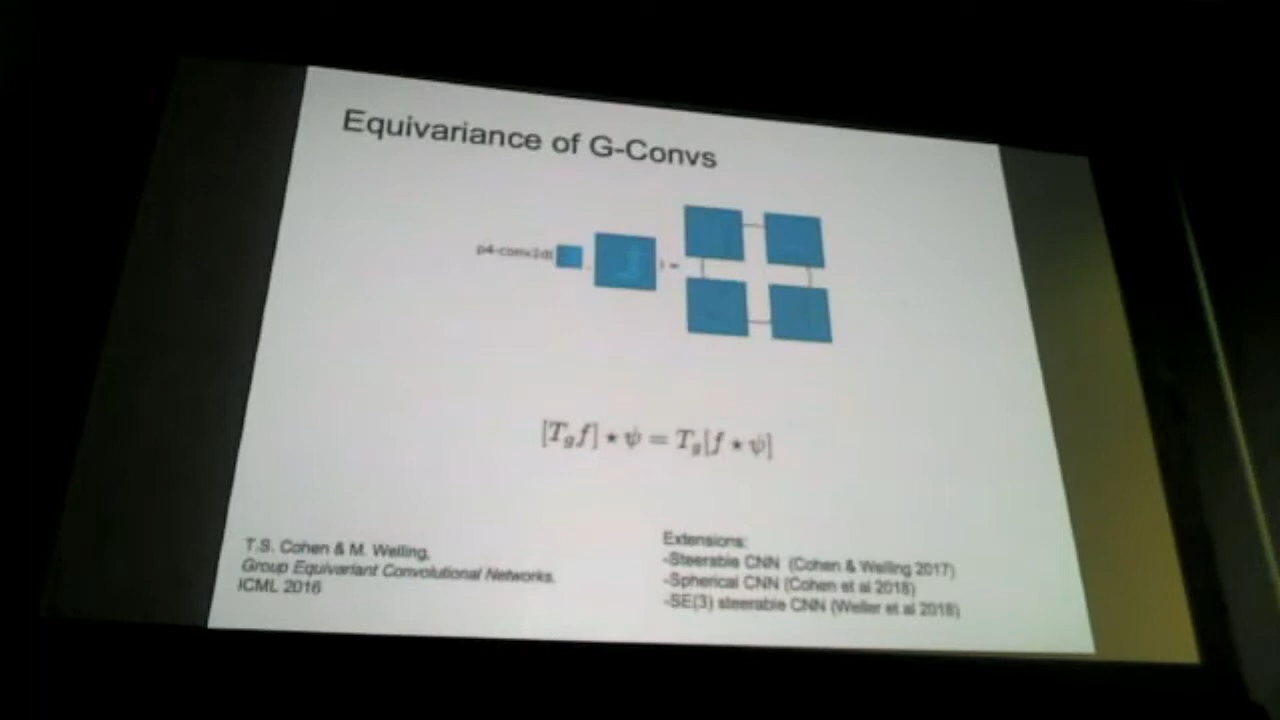 Equivariance of G-Convs
p4-conv2d( , ) =
[T_g f] ⋆ ψ = T_g[f ⋆ ψ]
T.S. Cohen & M. Welling,
Group Equivariant Convolutional Networks.
ICML 2016
Extensions:
-Steerable CNN (Cohen & Welling 2017)
-Spherical CNN (Cohen et al 2018)
-SE(3) steerable CNN (Weiler et al 2018)